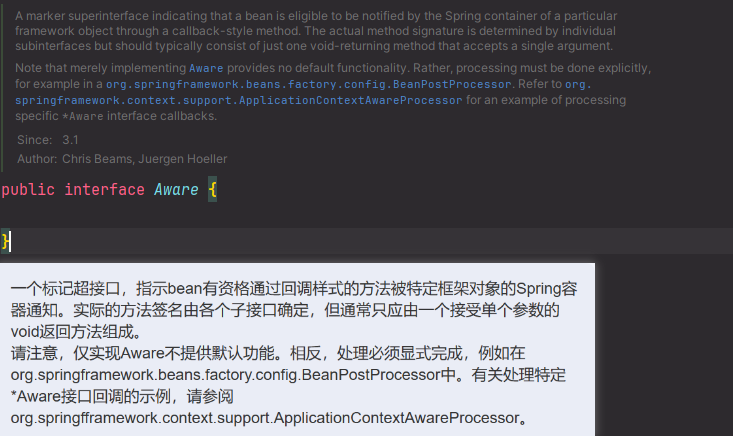 A marker superinterface indicating that a bean is eligible to be notified by the Spring container of a particular
framework object through a callback-style method. The actual method signature is determined by individual
subinterfaces but should typically consist of just one void-returning method that accepts a single argument.
Note that merely implementing Aware provides no default functionality. Rather, processing must be done explicitly,
for example in a org.springframework.beans.factory.config.BeanPostProcessor. Refer to org.
springframework.context.support.ApplicationContextAwareProcessor for an example of processing
specific *Aware interface callbacks.
Since: 3.1
Author: Chris Beams, Juergen Hoeller
public interface Aware {
}
一个标记超接口，指示bean有资格通过回调样式的方法被特定框架对象的Spring容
器通知。实际的方法签名由各个子接口确定，但通常只应由一个接受单个参数的
void返回方法组成。
请注意，仅实现Aware不提供默认功能。相反，处理必须显式完成，例如在
org.springframework.beans.factory.config.BeanPostProcessor中。有关处理特定
*Aware接口回调的示例，请参阅
org.springfframework.context.support.ApplicationContextAwareProcessor。